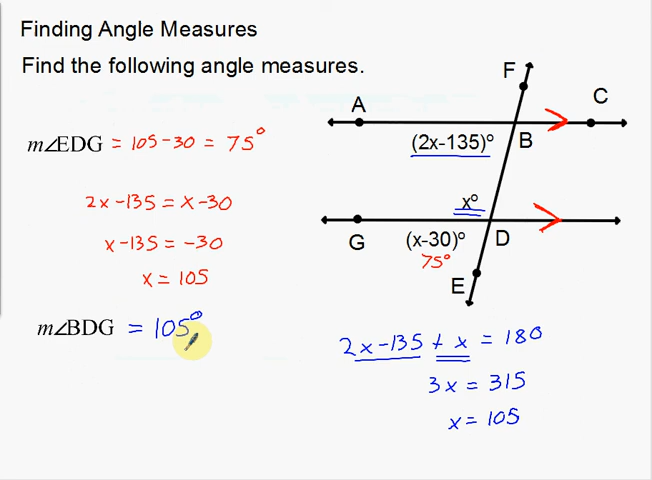 Finding Angle Measures
Find the following angle measures.
F
C
A
B
(2x-135)º
m∠EDG = 105-30 = 75°
2x-135 = x-30
xº
G
(x-30)º
D
75°
x-135 = -30
x = 105
E
m∠BDG = 105°
2x-135 + x = 180
3x = 315
x = 105